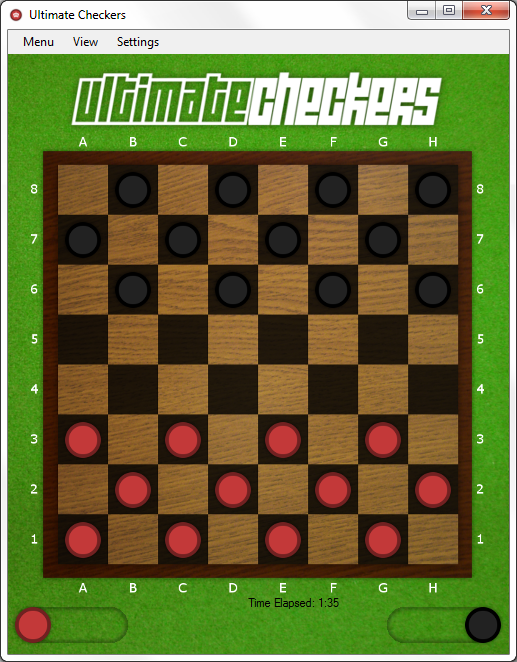 Ultimate Checkers
Menu View Settings
ultimatecheckers
A B C D E F G H
8 8
7 7
6 6
5 5
4 4
3 3
2 2
1 1
A B C D E F G H
Time Elapsed: 1:35